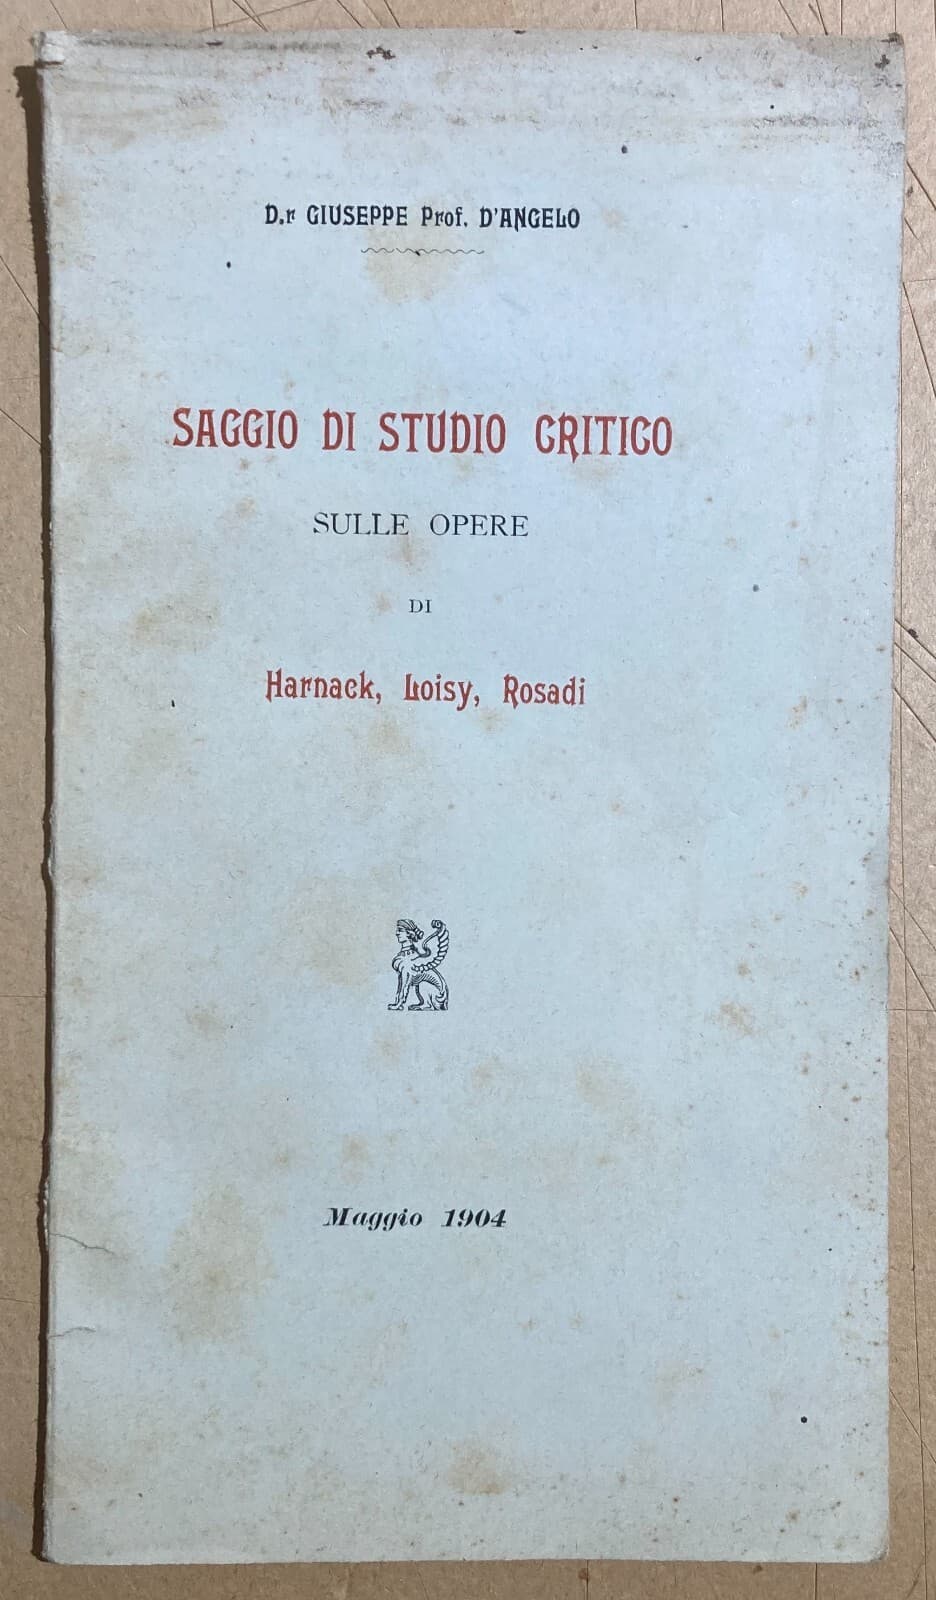 D.r GIUSEPPE Prof. D'ANGELO
SAGGIO DI STUDIO CRITICO
SULLE OPERE
DI
Harnack, Loisy, Rosadi
Maggio 1904